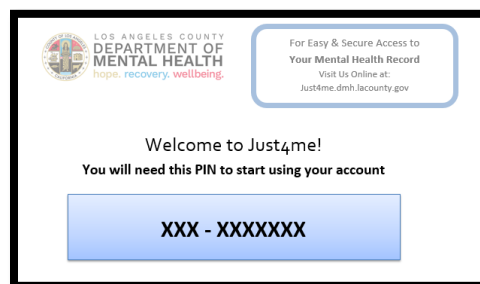 LOS ANGELES COUNTY
DEPARTMENT OF
MENTAL HEALTH
hope. recovery. wellbeing.
For Easy & Secure Access to
Your Mental Health Record
Visit Us Online at:
Just4me.dmh.lacounty.gov
Welcome to Just4me!
You will need this PIN to start using your account
XXX - XXXXXXX